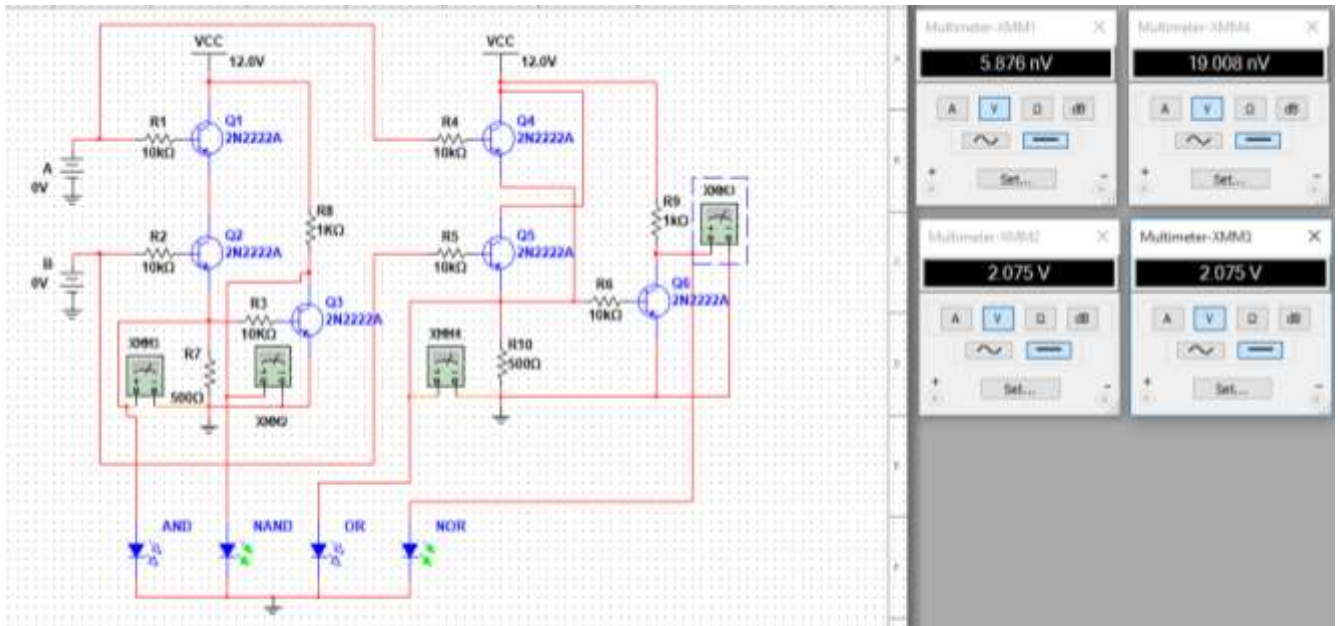 VCC
12.0V
VCC
12.0V
Multimeter-XMM1
5.876 nV
A
V
Ω
dB
Set...
+
-
Multimeter-XMM4
19.008 nV
A
V
Ω
dB
Set...
+
-
Multimeter-XMM2
2.075 V
A
V
Ω
dB
Set...
+
-
Multimeter-XMM3
2.075 V
A
V
Ω
dB
Set...
+
-
R1
10kΩ
Q1
2N2222A
R4
10kΩ
Q4
2N2222A
A
0V
R8
1KΩ
R9
1kΩ
R2
10kΩ
Q2
2N2222A
R5
10kΩ
Q5
2N2222A
B
0V
R3
10KΩ
Q3
2N2222A
R6
10kΩ
Q6
2N2222A
R7
500Ω
XMM2
XMM4
R10
500Ω
AND
NAND
OR
NOR